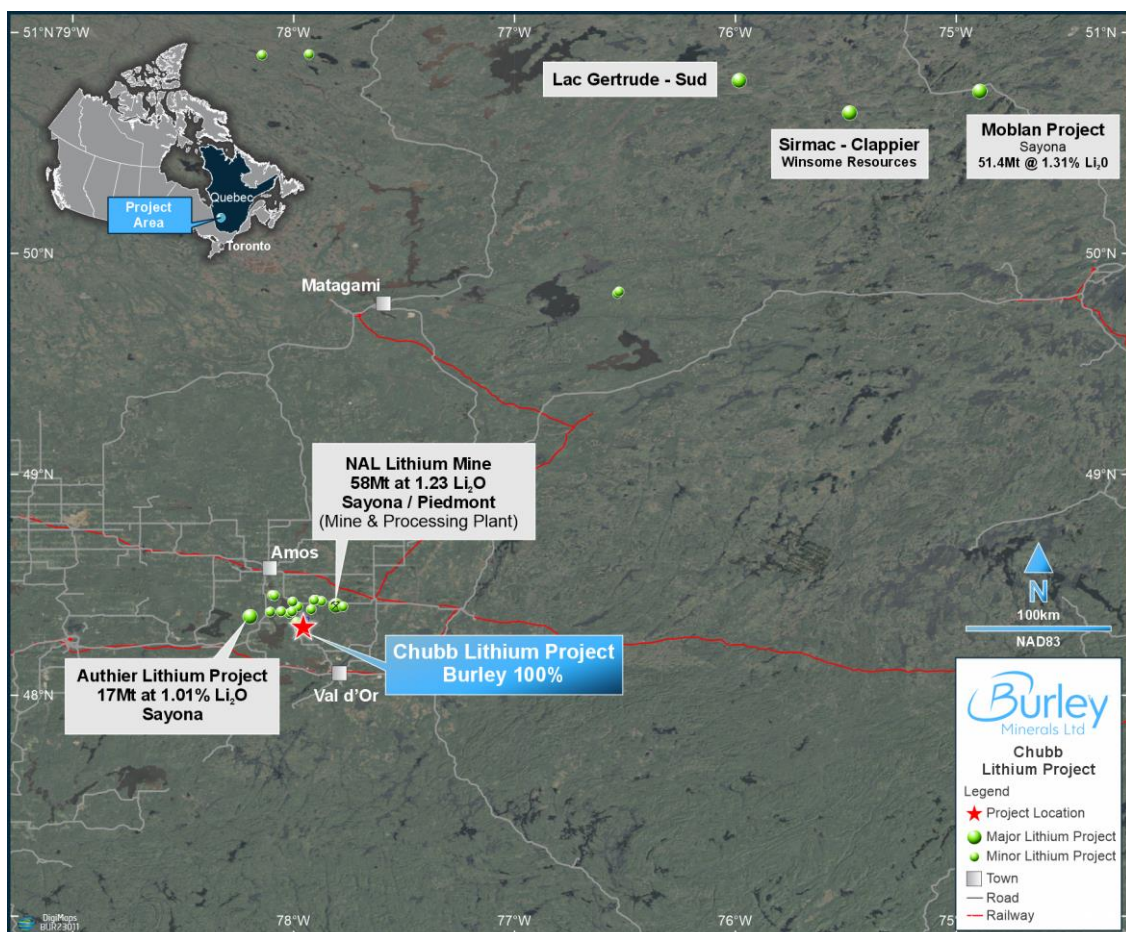 51°N
79°W
78°W
77°W
76°W
75°W
51°N
Lac Gertrude - Sud
Sirmac - Clappier
Winsome Resources
Moblan Project
Sayona
51.4Mt @ 1.31% Li₂0
Quebec
Project
Area
Toronto
50°N
50°N
Matagami
49°N
49°N
NAL Lithium Mine
58Mt at 1.23 Li₂O
Sayona / Piedmont
(Mine & Processing Plant)
Amos
N
100km
NAD83
Chubb Lithium Project
Burley 100%
Authier Lithium Project
17Mt at 1.01% Li₂O
Sayona
Val d'Or
48°N
48°N
Burley
Minerals Ltd
Chubb
Lithium Project
Legend
Project Location
Major Lithium Project
Minor Lithium Project
Town
Road
Railway
DigiMaps
BUR23011
79°W
78°W
77°W
76°W